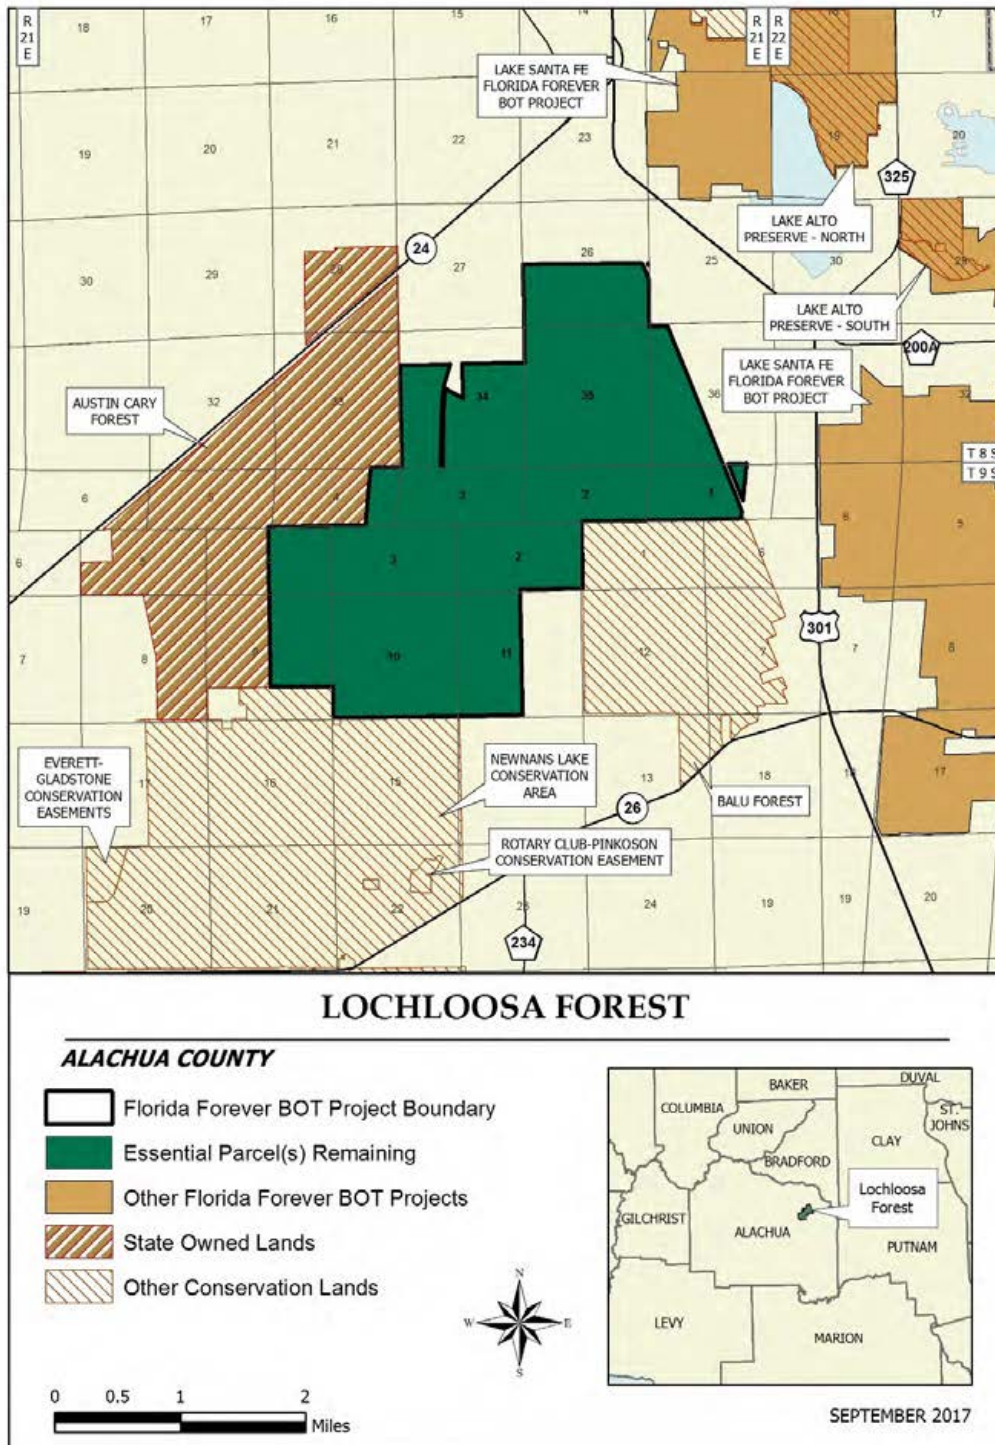 R
21
E
18
17
16
15
14
R
21
E
R
22
E
17
LAKE SANTA FE
FLORIDA FOREVER
BOT PROJECT
19
20
21
22
23
19
20
325
LAKE ALTO
PRESERVE - NORTH
24
30
29
28
27
26
25
30
29
LAKE ALTO
PRESERVE - SOUTH
200A
LAKE SANTA FE
FLORIDA FOREVER
BOT PROJECT
AUSTIN CARY
FOREST
32
33
34
35
36
32
T 8 S
T 9 S
6
5
4
3
2
1
6
5
6
5
3
2
1
6
301
7
8
9
10
11
12
7
7
8
EVERETT-
GLADSTONE
CONSERVATION
EASEMENTS
17
16
15
NEWNANS LAKE
CONSERVATION
AREA
13
18
17
26
BALU FOREST
ROTARY CLUB-PINKOSON
CONSERVATION EASEMENT
19
20
21
22
24
19
19
20
234
LOCHLOOSA FOREST
ALACHUA COUNTY
Florida Forever BOT Project Boundary
Essential Parcel(s) Remaining
Other Florida Forever BOT Projects
State Owned Lands
Other Conservation Lands
N
W
E
S
0
0.5
1
2
Miles
BAKER
DUVAL
COLUMBIA
UNION
ST.
JOHNS
CLAY
BRADFORD
GILCHRIST
ALACHUA
Lochloosa
Forest
PUTNAM
LEVY
MARION
SEPTEMBER 2017